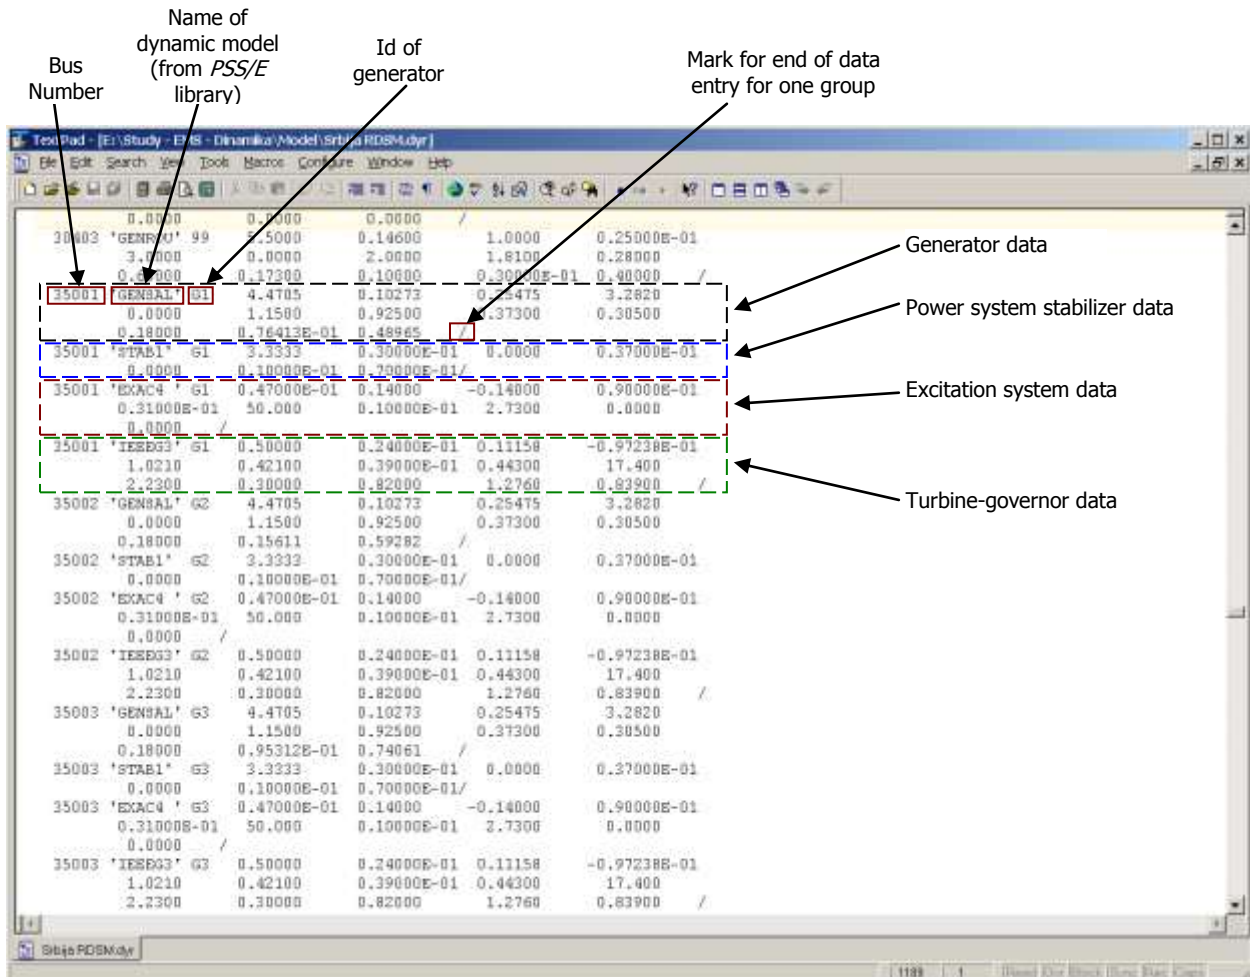 Name of
dynamic model
(from PSS/E
library)
Id of
generator
Bus
Number
Mark for end of data
entry for one group
TextPad - [E:\Study - EMS - Dinamika\Model\Srbija RDSM.dyr]
File Edit Search View Tools Macros Configure Window Help
0.0000 0.0000 0.0000 /
30403 'GENROU' 99 5.5000 0.14600 1.0000 0.25000E-01
3.0000 0.0000 2.0000 1.8100 0.28000
0.17300 0.10000 0.30000E-01 0.40000 /
35001 'GENSAL' G1 4.4705 0.10273 0.25475 3.2820
0.0000 1.1500 0.92500 0.37300 0.30500
0.18000 0.76413E-01 0.48965 /
35001 'STAB1' G1 3.3333 0.30000E-01 0.0000 0.37000E-01
0.0000 0.10000E-01 0.70000E-01/
35001 'EXAC4 ' G1 0.47000E-01 0.14000 -0.14000 0.90000E-01
0.31000E-01 50.000 0.10000E-01 2.7300 0.0000
0.0000 /
35001 'IEEEG3' G1 0.50000 0.24000E-01 0.11158 -0.97238E-01
1.0210 0.42100 0.39000E-01 0.44300 17.400
2.2300 0.30000 0.82000 1.2760 0.83900 /
35002 'GENSAL' G2 4.4705 0.10273 0.25475 3.2820
0.0000 1.1500 0.92500 0.37300 0.30500
0.18000 0.15611 0.59282 /
35002 'STAB1' G2 3.3333 0.30000E-01 0.0000 0.37000E-01
0.0000 0.10000E-01 0.70000E-01/
35002 'EXAC4 ' G2 0.47000E-01 0.14000 -0.14000 0.90000E-01
0.31000E-01 50.000 0.10000E-01 2.7300 0.0000
0.0000 /
35002 'IEEEG3' G2 0.50000 0.24000E-01 0.11158 -0.97238E-01
1.0210 0.42100 0.39000E-01 0.44300 17.400
2.2300 0.30000 0.82000 1.2760 0.83900 /
35003 'GENSAL' G3 4.4705 0.10273 0.25475 3.2820
0.0000 1.1500 0.92500 0.37300 0.30500
0.18000 0.95312E-01 0.74061 /
35003 'STAB1' G3 3.3333 0.30000E-01 0.0000 0.37000E-01
0.0000 0.10000E-01 0.70000E-01/
35003 'EXAC4 ' G3 0.47000E-01 0.14000 -0.14000 0.90000E-01
0.31000E-01 50.000 0.10000E-01 2.7300 0.0000
0.0000 /
35003 'IEEEG3' G3 0.50000 0.24000E-01 0.11158 -0.97238E-01
1.0210 0.42100 0.39000E-01 0.44300 17.400
2.2300 0.30000 0.82000 1.2760 0.83900 /
Generator data
Power system stabilizer data
Excitation system data
Turbine-governor data
Srbija RDSM.dyr
1189 1